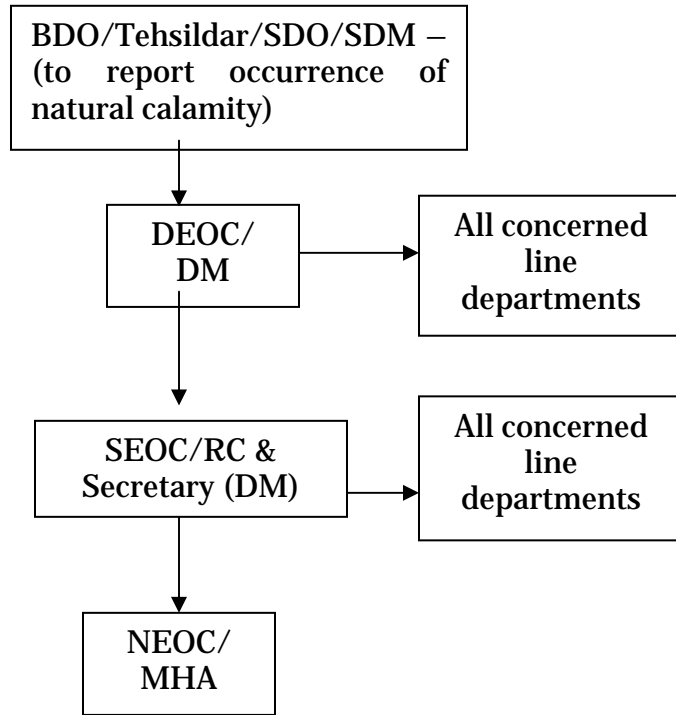 BDO/Tehsildar/SDO/SDM –
(to report occurrence of
natural calamity)
DEOC/
DM
All concerned
line
departments
SEOC/RC &
Secretary (DM)
All concerned
line
departments
NEOC/
MHA